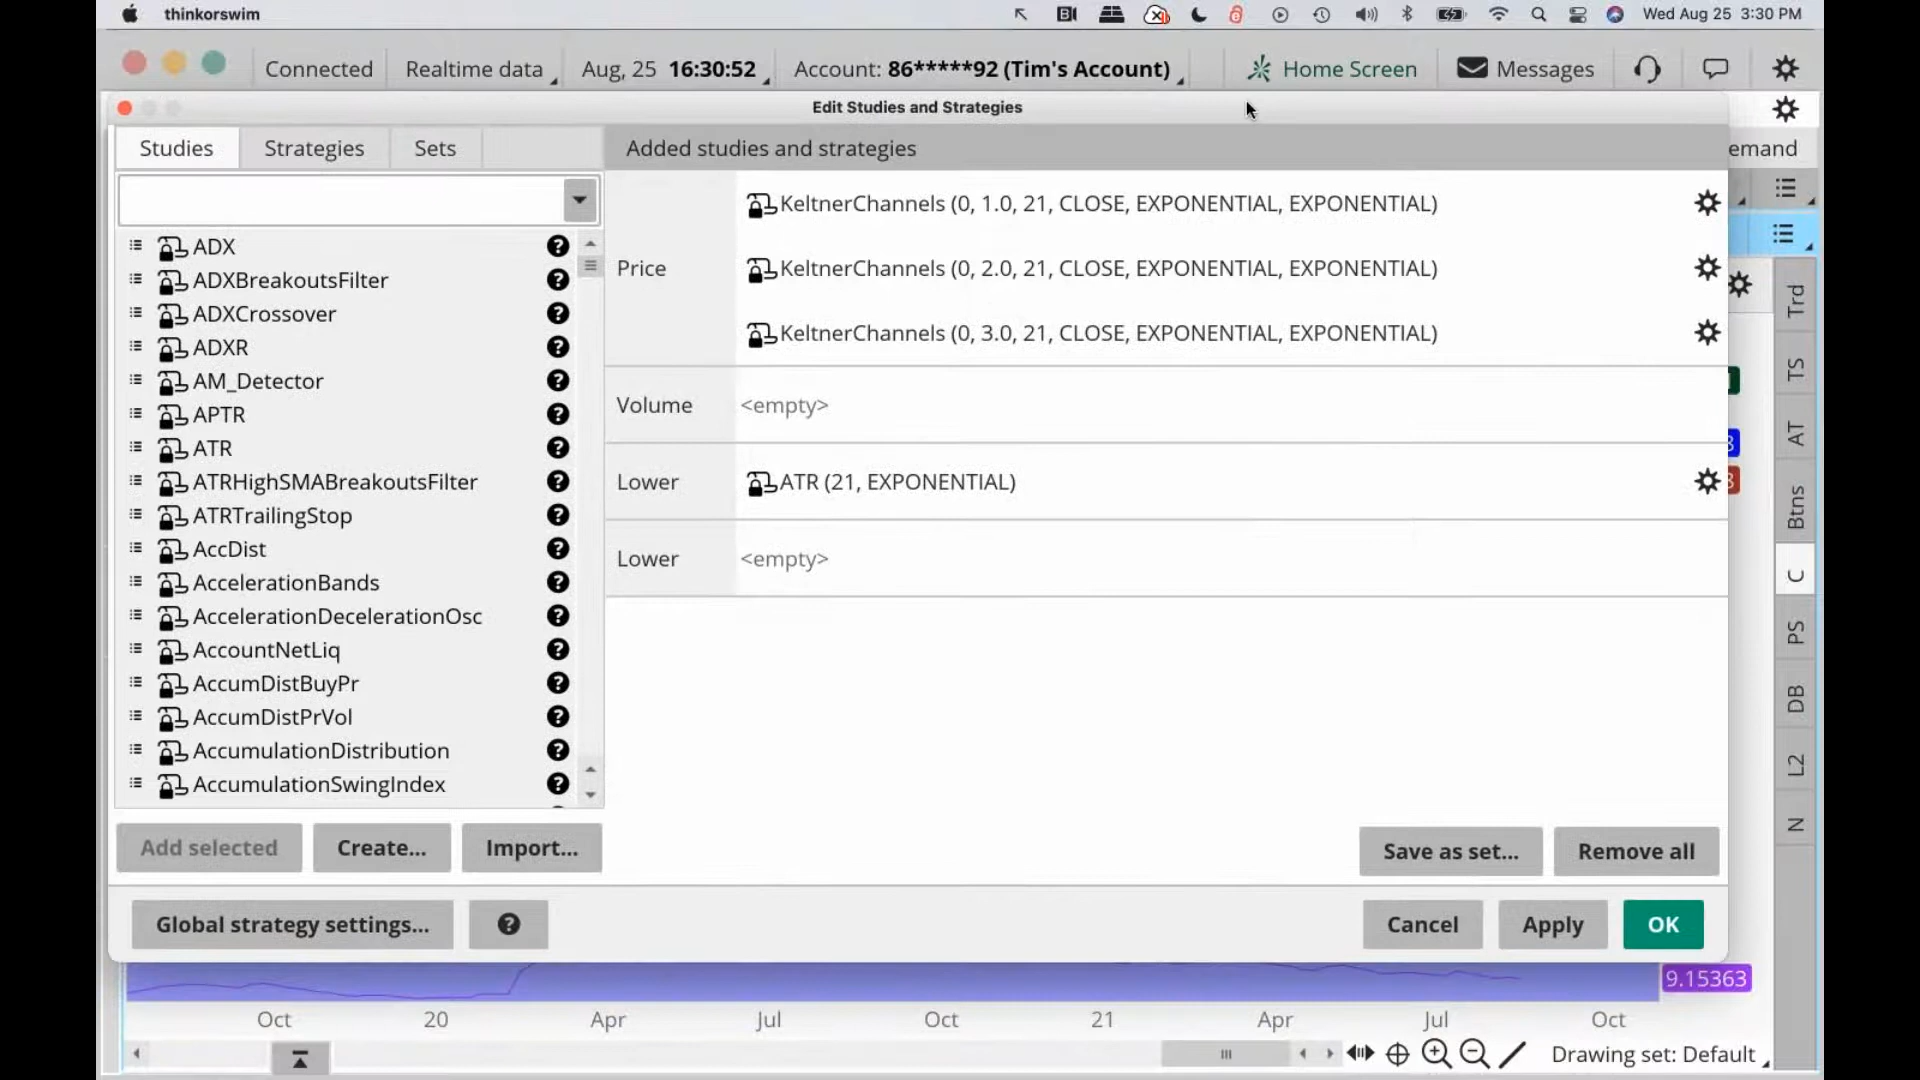 thinkorswim
Wed Aug 25 3:30 PM
Connected
Realtime data
Aug, 25 16:30:52
Account: 86*****92 (Tim's Account)
Home Screen
Messages
Edit Studies and Strategies
Studies
Strategies
Sets
Added studies and strategies
emand
ADX
ADXBreakoutsFilter
ADXCrossover
ADXR
AM_Detector
APTR
ATR
ATRHighSMABreakoutsFilter
ATRTrailingStop
AccDist
AccelerationBands
AccelerationDecelerationOsc
AccountNetLiq
AccumDistBuyPr
AccumDistPrVol
AccumulationDistribution
AccumulationSwingIndex
Price
KeltnerChannels (0, 1.0, 21, CLOSE, EXPONENTIAL, EXPONENTIAL)
KeltnerChannels (0, 2.0, 21, CLOSE, EXPONENTIAL, EXPONENTIAL)
KeltnerChannels (0, 3.0, 21, CLOSE, EXPONENTIAL, EXPONENTIAL)
Volume
<empty>
Lower
ATR (21, EXPONENTIAL)
Lower
<empty>
Trd
TS
AT
Btns
C
PS
DB
L2
N
Add selected
Create...
Import...
Save as set...
Remove all
Global strategy settings...
Cancel
Apply
OK
9.15363
Oct
20
Apr
Jul
Oct
21
Apr
Jul
Oct
Drawing set: Default